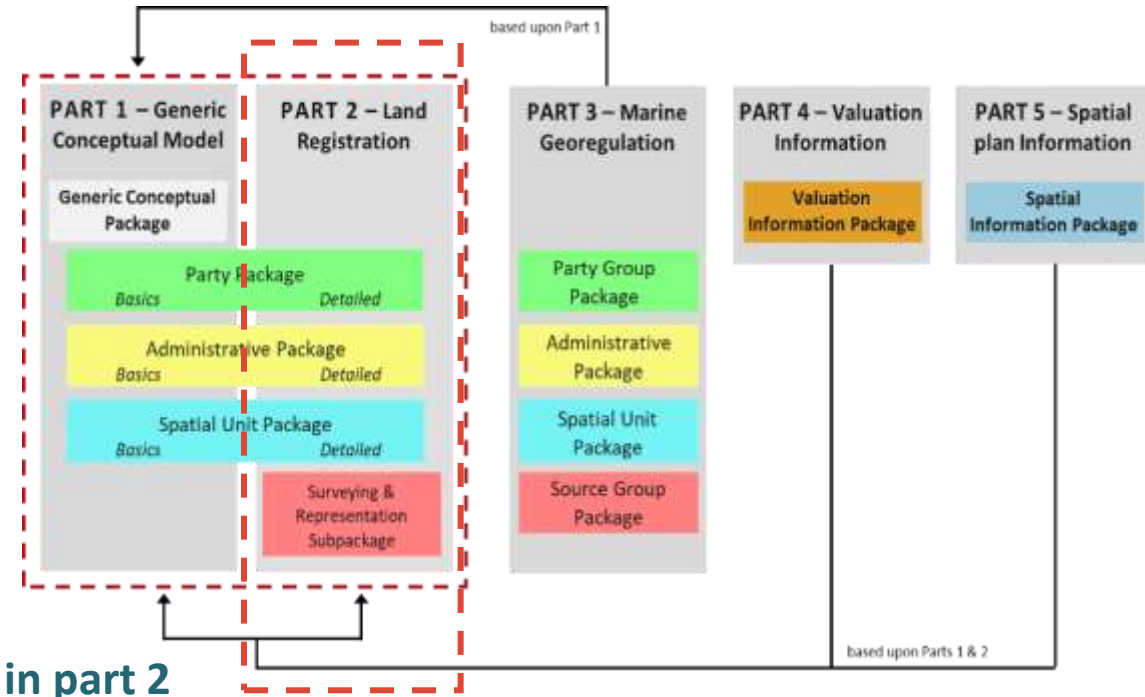 based upon Part 1
PART 1 – Generic
Conceptual Model
Generic Conceptual
Package
PART 2 – Land
Registration
Party Package
Basics Detailed
Administrative Package
Basics Detailed
Spatial Unit Package
Basics Detailed
Surveying &
Representation
Subpackage
PART 3 – Marine
Georegulation
Party Group
Package
Administrative
Package
Spatial Unit
Package
Source Group
Package
PART 4 – Valuation
Information
Valuation
Information Package
PART 5 – Spatial
plan Information
Spatial
Information Package
based upon Parts 1 & 2
in part 2